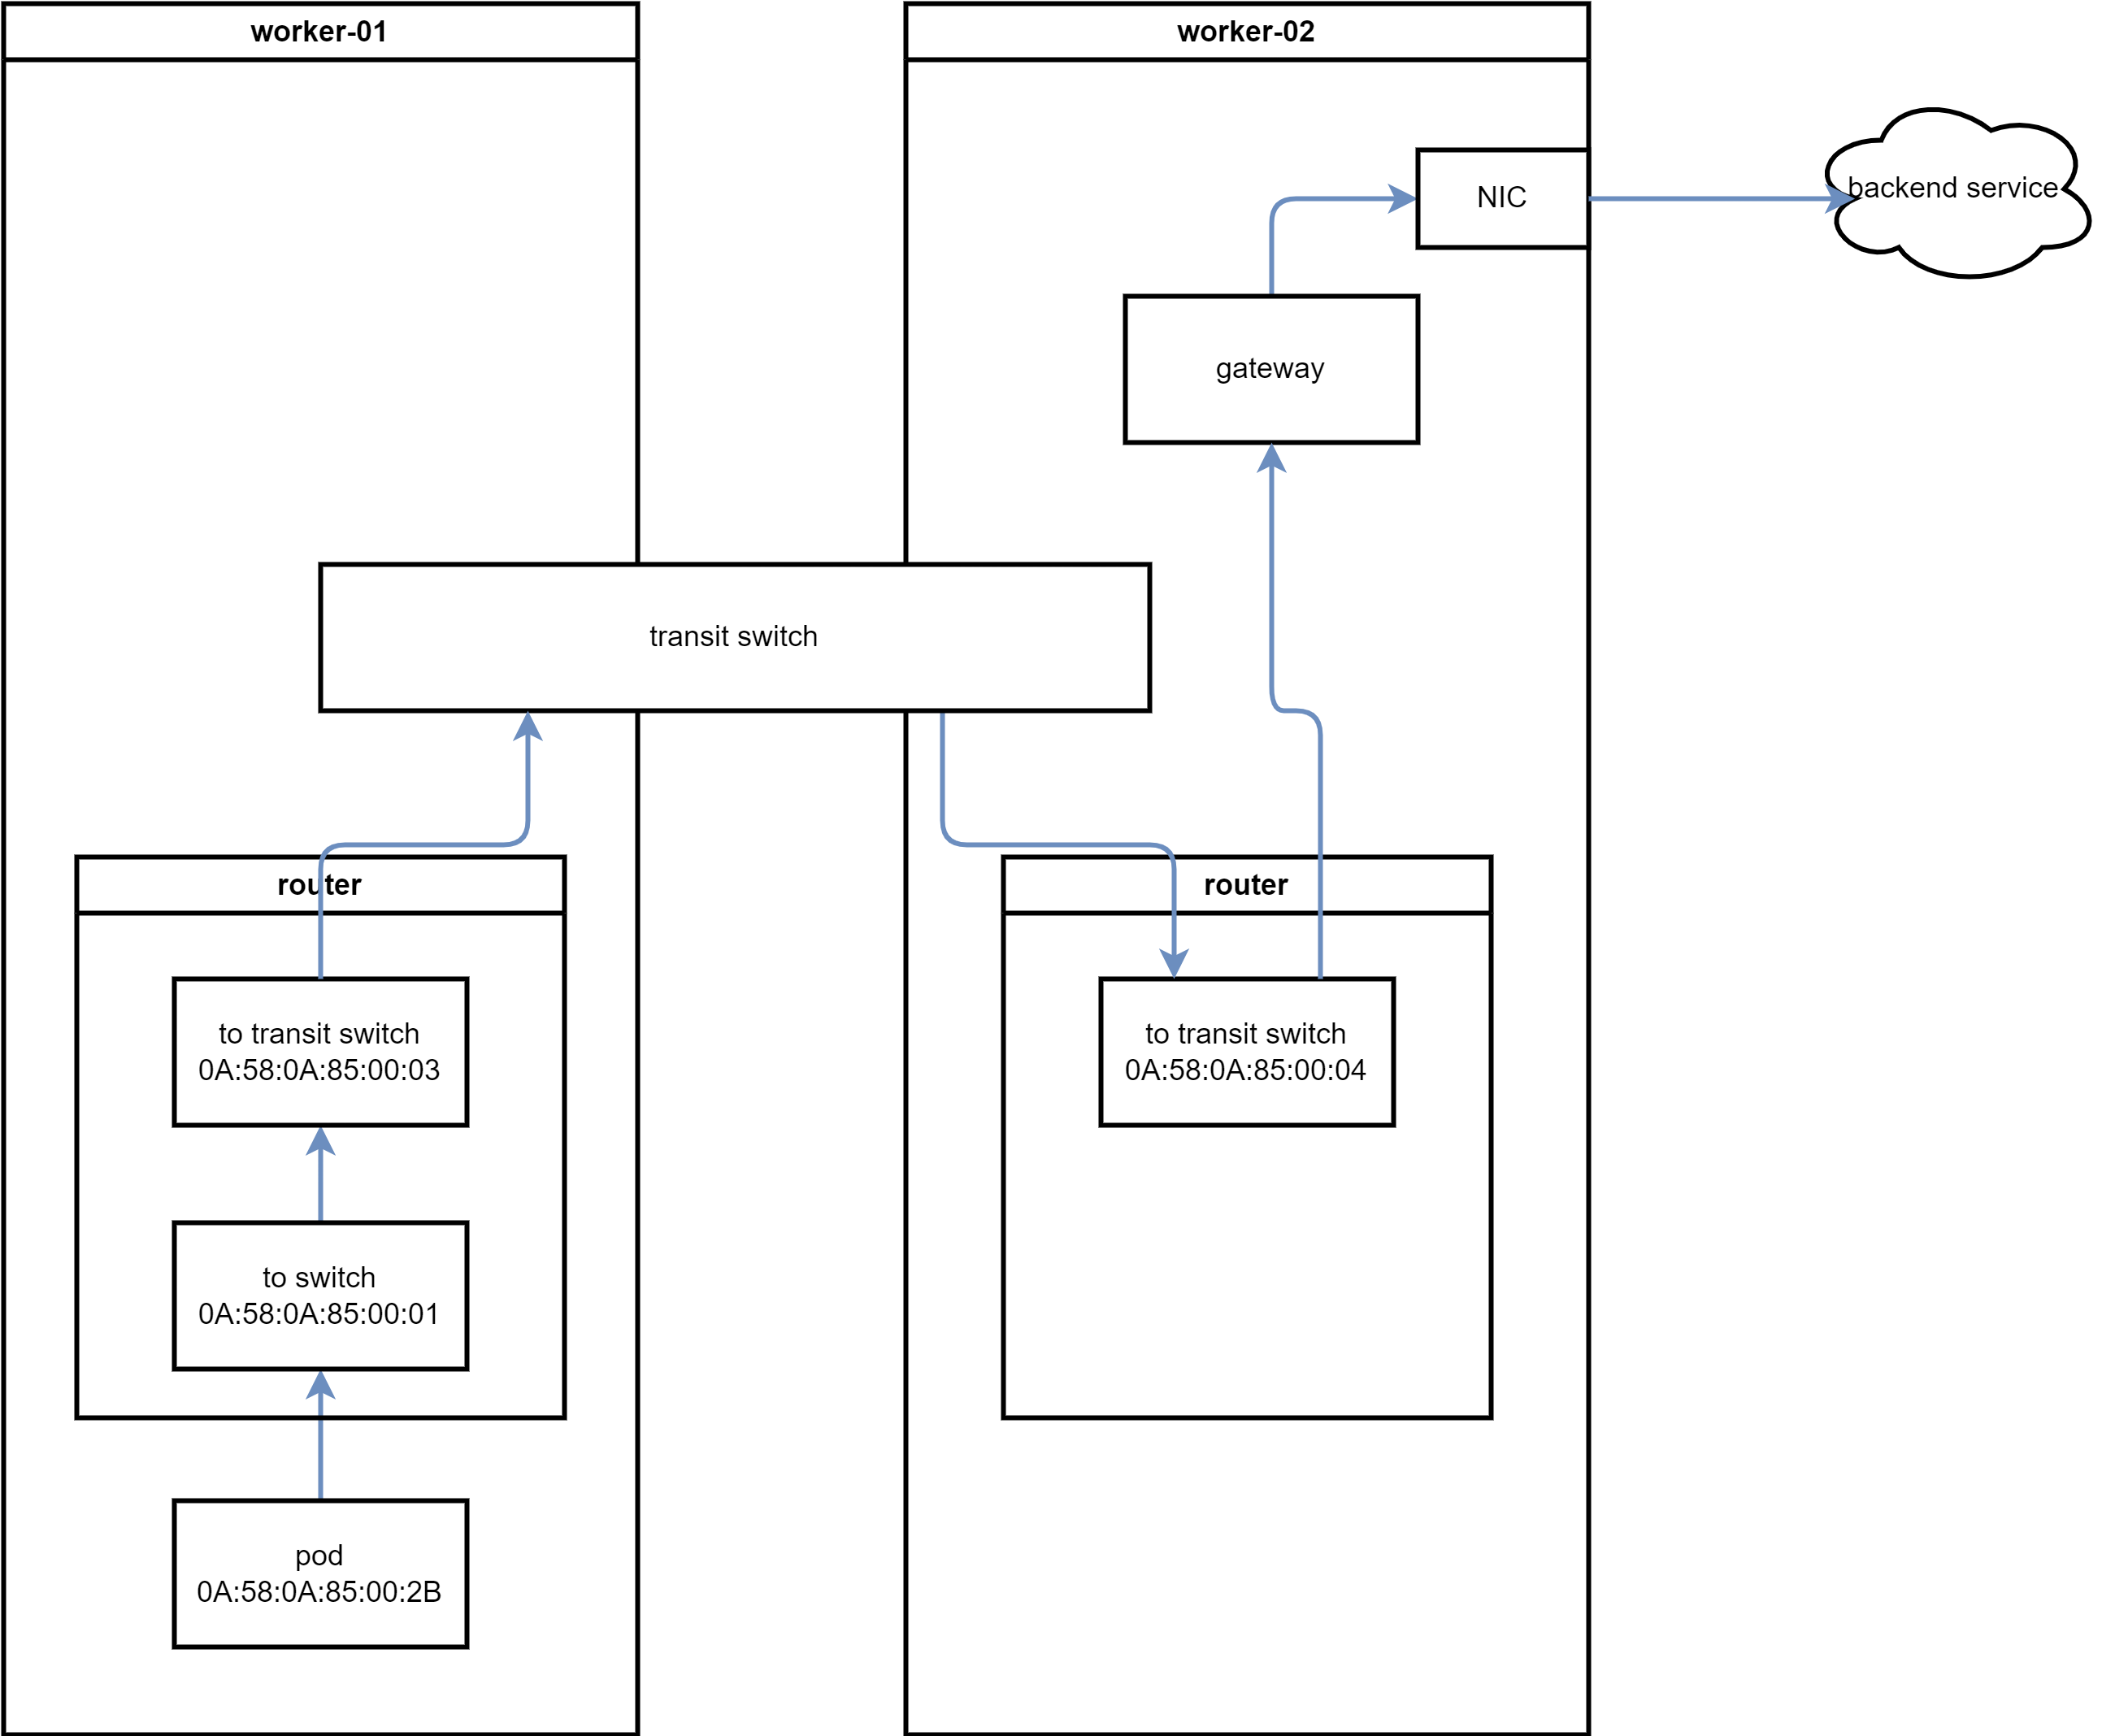 worker-01
worker-02
NIC
backend service
gateway
transit switch
router
router
to transit switch
0A:58:0A:85:00:03
to transit switch
0A:58:0A:85:00:04
to switch
0A:58:0A:85:00:01
pod
0A:58:0A:85:00:2B